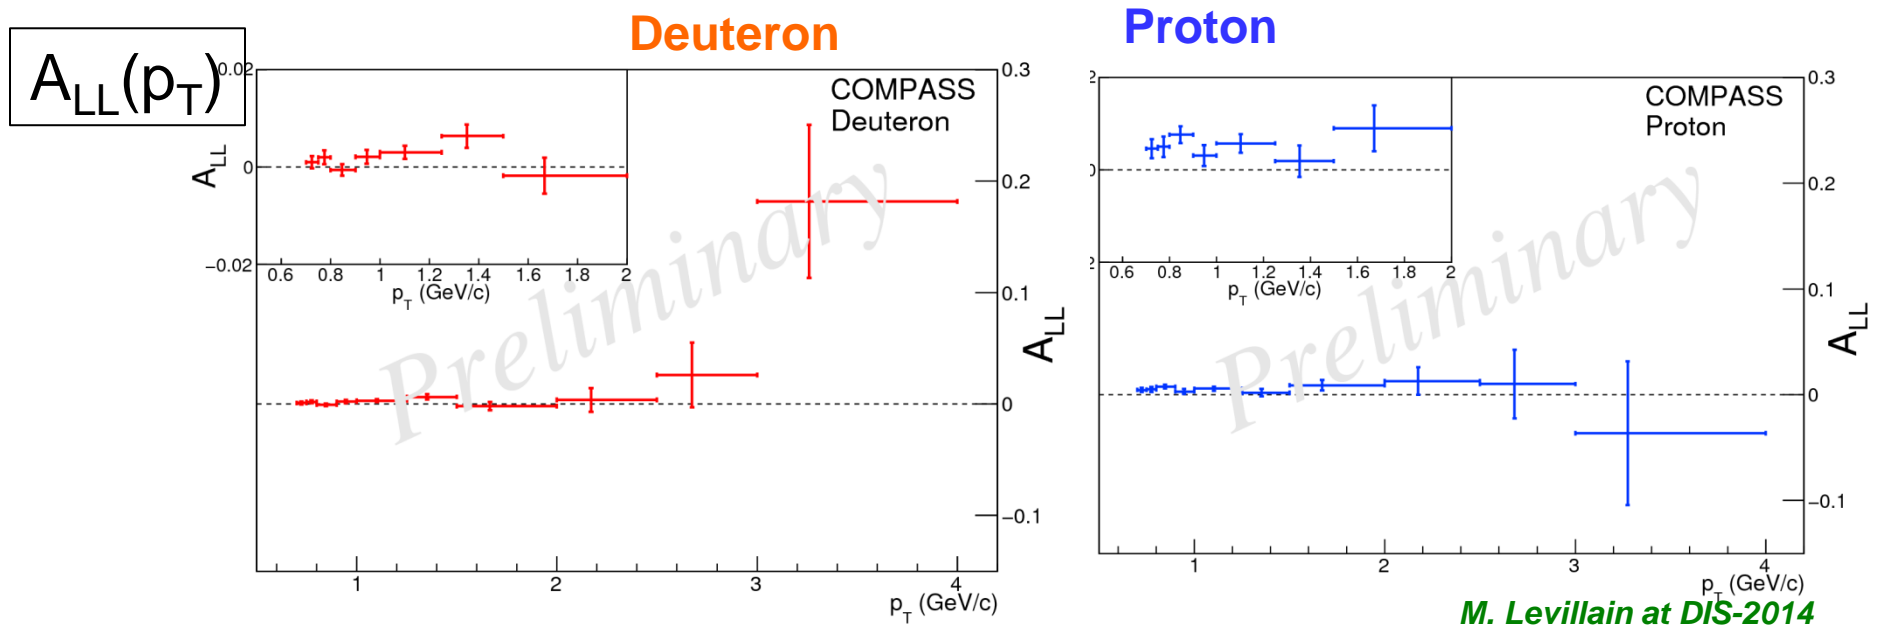 Deuteron
Proton
A_LL(p_T)
0.02
0
−0.02
A_LL
0.6 0.8 1 1.2 1.4 1.6 1.8 2
p_T (GeV/c)
COMPASS
Deuteron
Preliminary
0.3
0.2
0.1
0
−0.1
A_LL
1 2 3 4
p_T (GeV/c)
2
0
2
0.6 0.8 1 1.2 1.4 1.6 1.8 2
p_T (GeV/c)
COMPASS
Proton
Preliminary
0.3
0.2
0.1
0
−0.1
A_LL
1 2 3 4
p_T (GeV/c)
M. Levillain at DIS-2014